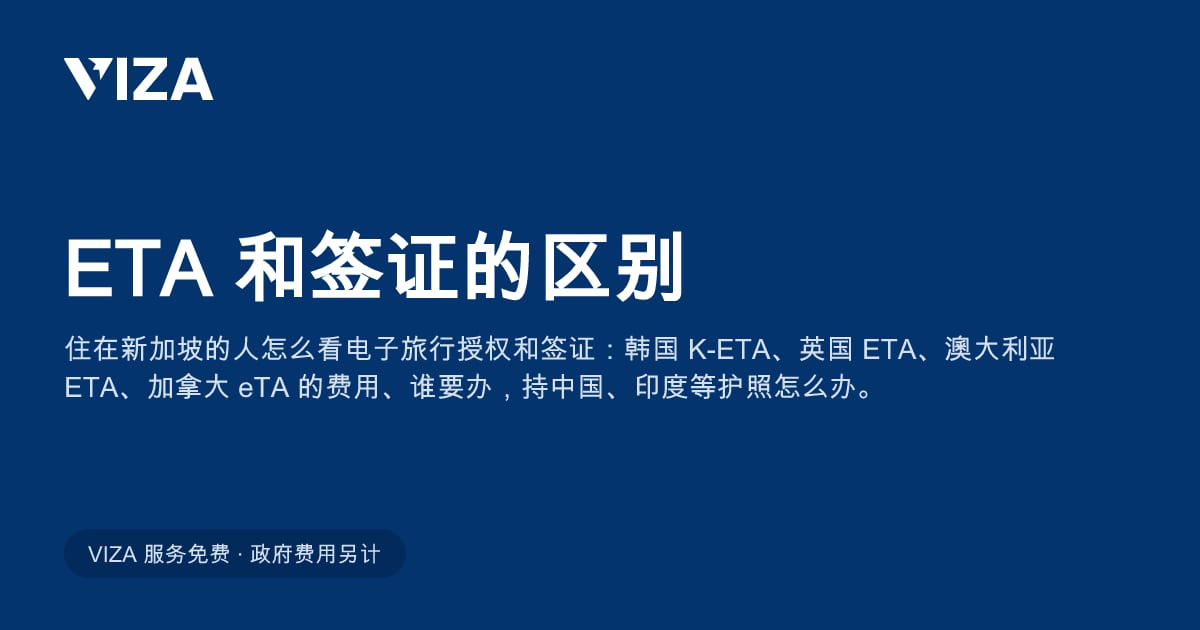 VIZA
ETA 和签证的区别
住在新加坡的人怎么看电子旅行授权和签证：韩国 K-ETA、英国 ETA、澳大利亚
ETA、加拿大 eTA 的费用、谁要办，持中国、印度等护照怎么办。
VIZA 服务免费 · 政府费用另计